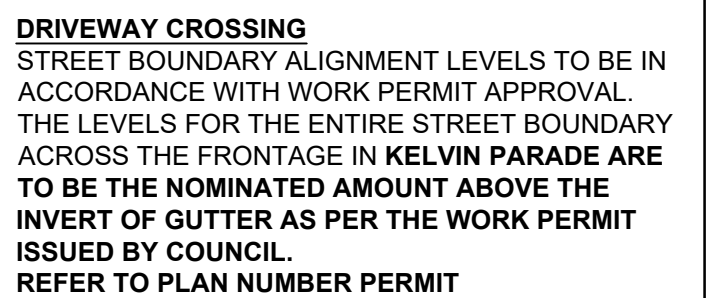 DRIVEWAY CROSSING
STREET BOUNDARY ALIGNMENT LEVELS TO BE IN
ACCORDANCE WITH WORK PERMIT APPROVAL.
THE LEVELS FOR THE ENTIRE STREET BOUNDARY
ACROSS THE FRONTAGE IN KELVIN PARADE ARE
TO BE THE NOMINATED AMOUNT ABOVE THE
INVERT OF GUTTER AS PER THE WORK PERMIT
ISSUED BY COUNCIL.
REFER TO PLAN NUMBER PERMIT